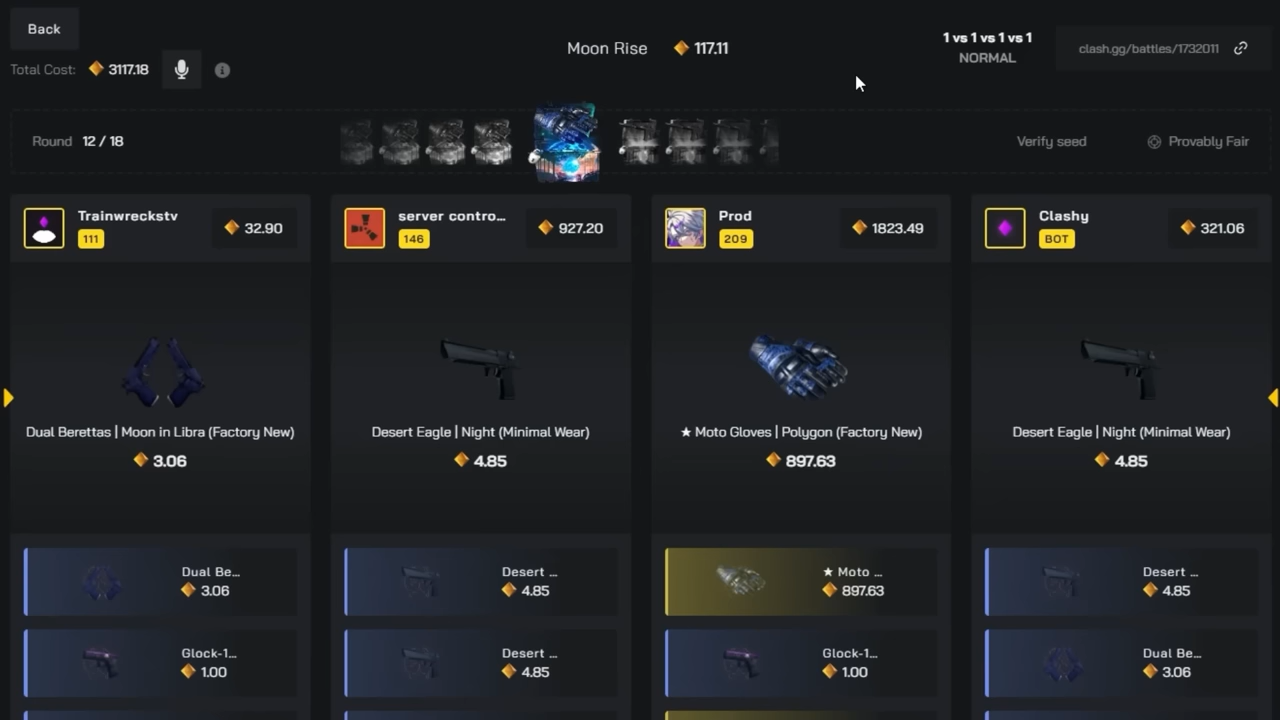 Back
Total Cost: 3117.18
Moon Rise 117.11
1 vs 1 vs 1 vs 1
NORMAL
clash.gg/battles/1732011
Round 12 / 18
Verify seed
Provably Fair
Trainwreckstv
111
32.90
server contro...
146
927.20
Prod
209
1823.49
Clashy
BOT
321.06
Dual Berettas | Moon in Libra (Factory New)
3.06
Desert Eagle | Night (Minimal Wear)
4.85
★ Moto Gloves | Polygon (Factory New)
897.63
Desert Eagle | Night (Minimal Wear)
4.85
Dual Be...
3.06
Desert ...
4.85
★ Moto ...
897.63
Desert ...
4.85
Glock-1...
1.00
Desert ...
4.85
Glock-1...
1.00
Dual Be...
3.06